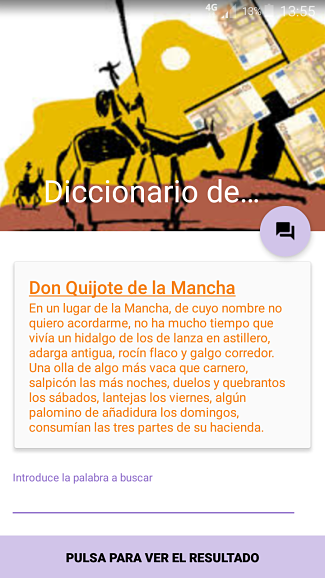 4G 13% 13:55
Diccionario de...
Don Quijote de la Mancha
En un lugar de la Mancha, de cuyo nombre no
quiero acordarme, no ha mucho tiempo que
vivía un hidalgo de los de lanza en astillero,
adarga antigua, rocín flaco y galgo corredor.
Una olla de algo más vaca que carnero,
salpicón las más noches, duelos y quebrantos
los sábados, lantejas los viernes, algún
palomino de añadidura los domingos,
consumían las tres partes de su hacienda.
Introduce la palabra a buscar
PULSA PARA VER EL RESULTADO